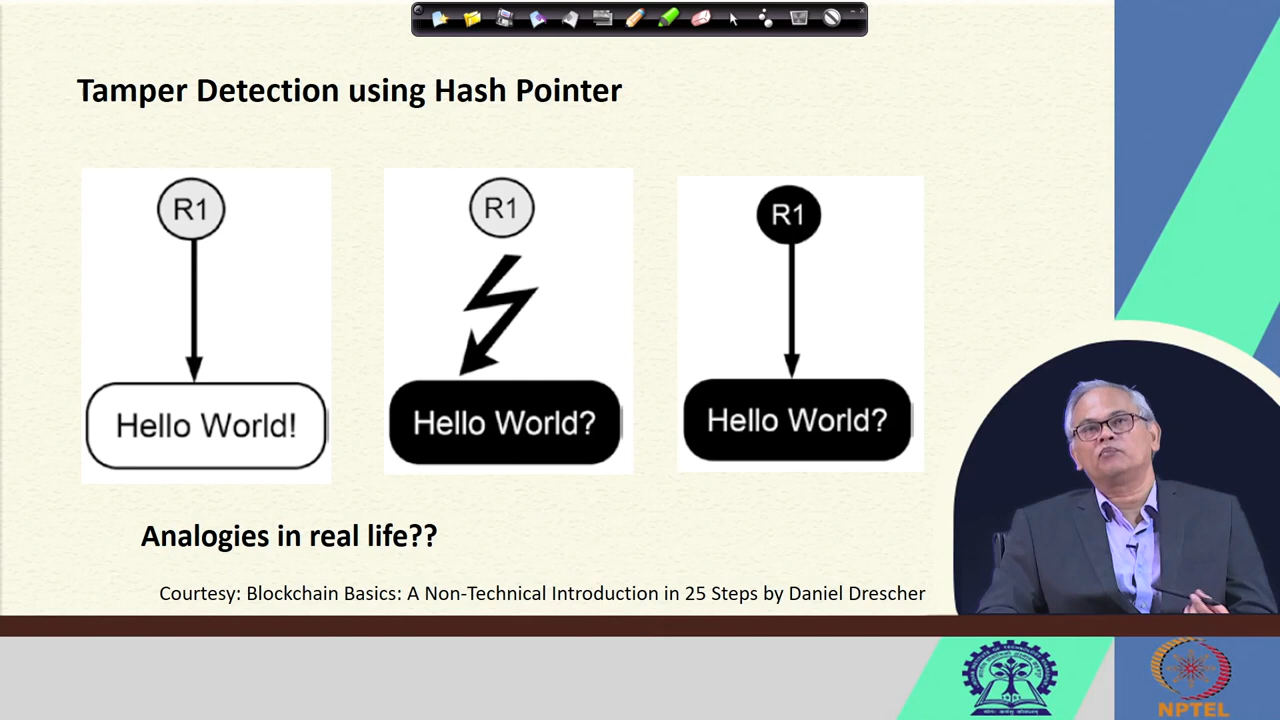 Tamper Detection using Hash Pointer
R1
R1
R1
Hello World!
Hello World?
Hello World?
Analogies in real life??
Courtesy: Blockchain Basics: A Non-Technical Introduction in 25 Steps by Daniel Drescher
NPTEL